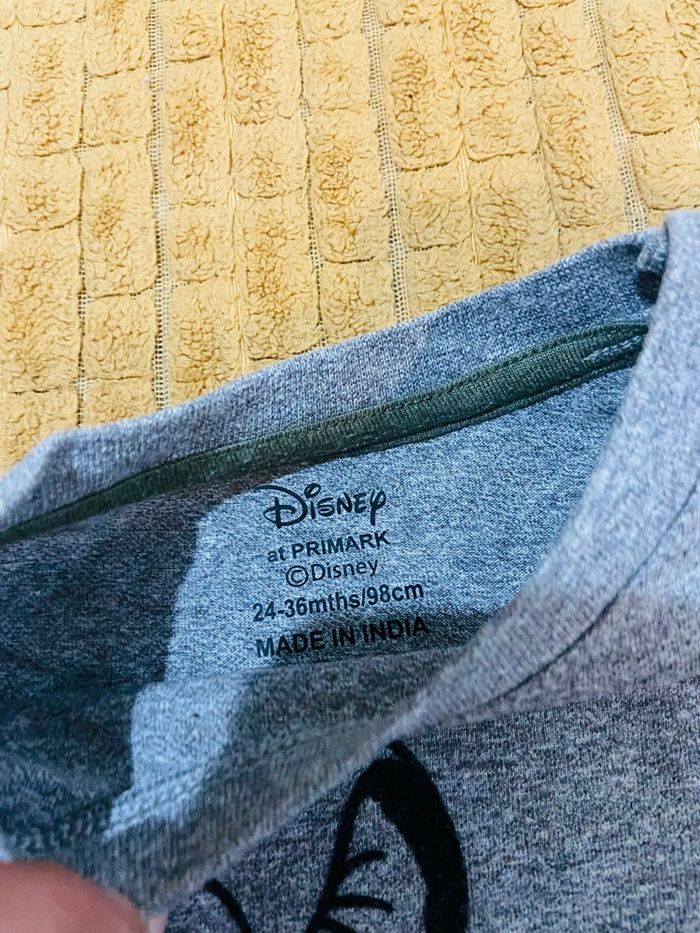 Disney
at PRIMARK
©Disney
24-36mths/98cm
MADE IN INDIA